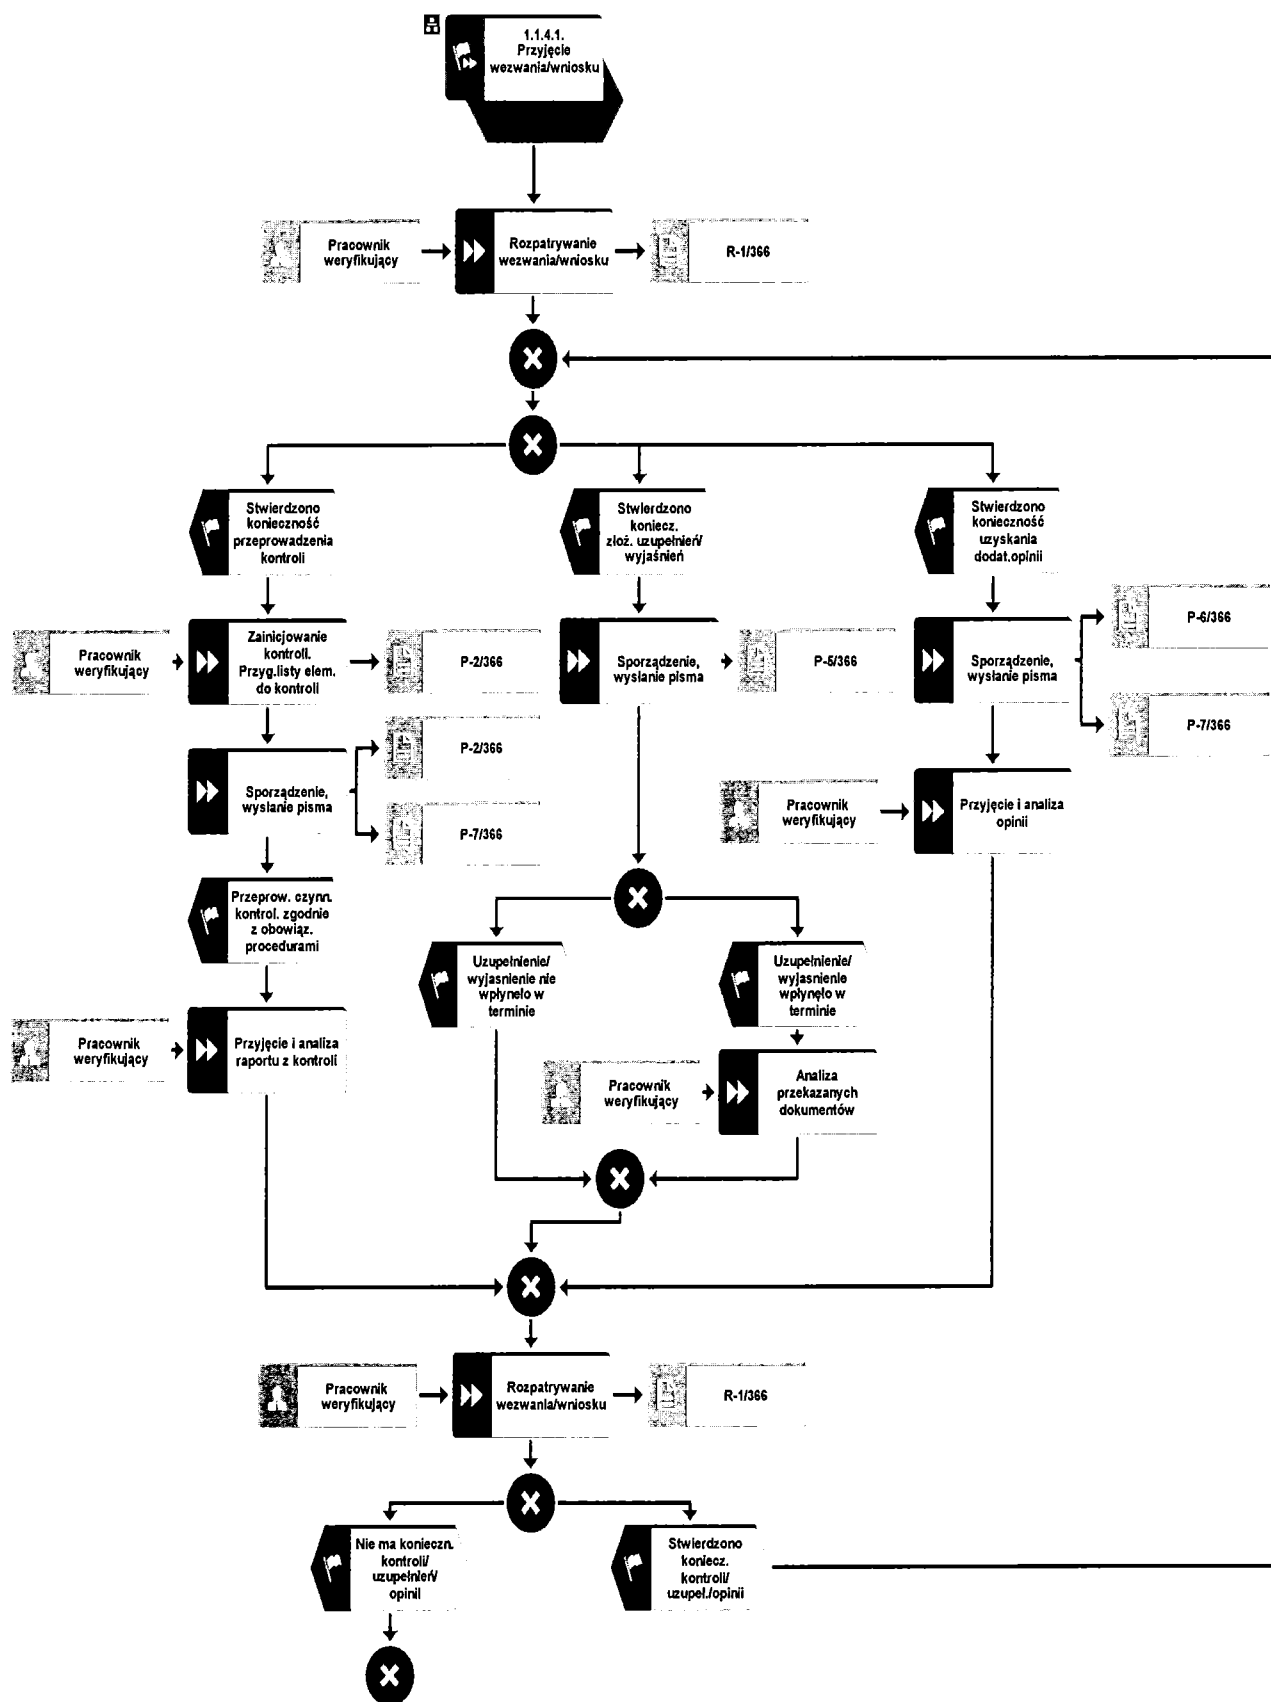 1.1.4.1.
Przyjęcie
wezwania/wniosku
Pracownik
weryfikujący
Rozpatrywanie
wezwania/wniosku
R-1/366
Stwierdzono
konieczność
przeprowadzenia
kontroli
Stwierdzono
koniecz.
złoż. uzupełnień/
wyjaśnień
Stwierdzono
konieczność
uzyskania
dodat.opinii
Pracownik
weryfikujący
Zainicjowanie
kontroli.
Przyg.listy elem.
do kontroli
P-2/366
Sporządzenie,
wysłanie pisma
P-5/366
Sporządzenie,
wysłanie pisma
P-6/366
P-7/366
Sporządzenie,
wysłanie pisma
P-2/366
P-7/366
Pracownik
weryfikujący
Przyjęcie i analiza
opinii
Przeprow. czynn.
kontrol. zgodnie
z obowiąz.
procedurami
Uzupełnienie/
wyjasnienie nie
wpłynęło w
terminie
Uzupełnienie/
wyjasnienie
wpłynęło w
terminie
Pracownik
weryfikujący
Przyjęcie i analiza
raportu z kontroli
Pracownik
weryfikujący
Analiza
przekazanych
dokumentów
Pracownik
weryfikujący
Rozpatrywanie
wezwania/wniosku
R-1/366
Nie ma konieczn.
kontroli/
uzupełnień/
opinii
Stwierdzono
koniecz.
kontroli/
uzupeł./opinii